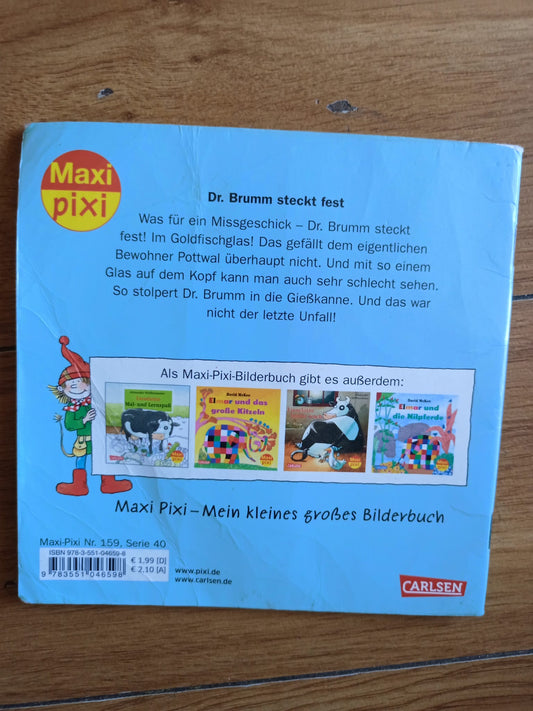 Maxi
pixi
Dr. Brumm steckt fest
Was für ein Missgeschick – Dr. Brumm steckt
fest! Im Goldfischglas! Das gefällt dem eigentlichen
Bewohner Pottwal überhaupt nicht. Und mit so einem
Glas auf dem Kopf kann man auch sehr schlecht sehen.
So stolpert Dr. Brumm in die Gießkanne. Und das war
nicht der letzte Unfall!
Als Maxi-Pixi-Bilderbuch gibt es außerdem:
Mal- und Lernspaß
David McKee
Elmar und das
große Kitzeln
David McKee
Elmar und
die Nilpferde
Maxi Pixi – Mein kleines großes Bilderbuch
Maxi-Pixi Nr. 159, Serie 40
ISBN 978-3-551-04659-8
9 783551 046598
€ 1,99 [D]
€ 2,10 [A]
www.pixi.de
www.carlsen.de
CARLSEN